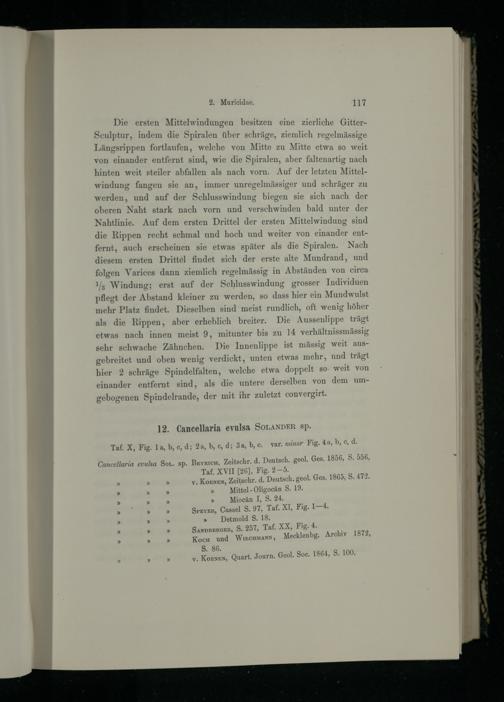 2. Muricidae. 117
Die ersten Mittelwindungen besitzen eine zierliche Gitter-
Sculptur, indem die Spiralen über schräge, ziemlich regelmässige
Längsrippen fortlaufen, welche von Mitte zu Mitte etwa so weit
von einander entfernt sind, wie die Spiralen, aber faltenartig nach
hinten weit steiler abfallen als nach vorn. Auf der letzten Mittel-
windung fangen sie an, immer unregelmässiger und schräger zu
werden, und auf der Schlusswindung biegen sie sich nach der
oberen Naht stark nach vorn und verschwinden bald unter der
Nahtlinie. Auf dem ersten Drittel der ersten Mittelwindung sind
die Rippen recht schmal und hoch und weiter von einander ent-
fernt, auch erscheinen sie etwas später als die Spiralen. Nach
diesem ersten Drittel findet sich der erste alte Mundrand, und
folgen Varices dann ziemlich regelmässig in Abständen von circa
Windung; erst auf der Schlusswindung grosser Individuen
pflegt der Abstand kleiner zu werden, so dass hier ein Mundwulst
mehr Platz findet. Dieselben sind meist rundlich, oft wenig höher
als die Rippen, aber erheblich breiter. Die Aussenlippe trägt
etwas nach innen meist 9, mitunter bis zu 14 verhältnissmässig
sehr schwache Zähnchen. Die Innenlippe ist mässig weit aus-
gebreitet und oben wenig verdickt, unten etwas mehr, und trägt
hier 2 schräge Spindelfalten, welche etwa doppelt so weit von
einander entfernt sind, als die untere derselben von dem um-
gebogenen Spindelrande, der mit ihr zuletzt convergirt.
12. Cancellaria evulsa SOLANDER sp.
Taf. X, Fig. 1a, b, c, d; 2a, b, c, d; 3a, b, c. var. minor Fig. 4a, b, c, d.
Cancellaria evulsa SOL. sp. BEYRICH, Zeitschr. d. Deutsch. geol. Ges. 1856, S. 556,
Taf. XVII [26], Fig. 2—5.
» » » v. KOENEN, Zeitschr. d. Deutsch. geol. Ges. 1865, S. 472.
» » » » Mittel-Oligocän S. 19.
» » » » Miocän I, S. 24.
» » » SPEYER, Cassel S. 97, Taf. XI, Fig. 1—4.
» » » » Detmold S. 18.
» » » SANDBERGER, S. 257, Taf. XX, Fig. 4.
» » » KOCH und WIECHMANN, Mecklenbg. Archiv 1872,
S. 86.
» » » v. KOENEN, Quart. Journ. Geol. Soc. 1864, S. 100.